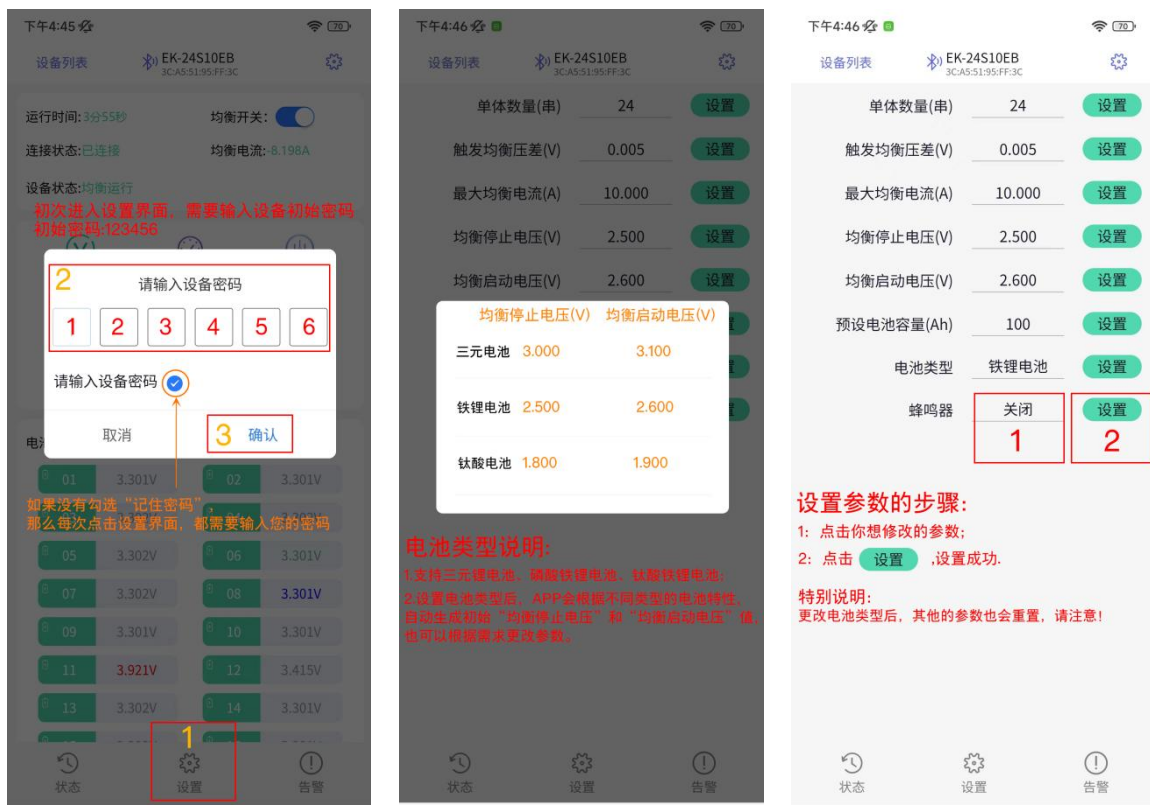 下午4:45
70
设备列表
EK-24S10EB
3C:A5:51:95:FF:3C
运行时间:3分55秒
均衡开关:
连接状态:已连接
均衡电流:-8.198A
设备状态:均衡运行
初次进入设置界面，需要输入设备初始密码
初始密码:123456
2
请输入设备密码
1 2 3 4 5 6
请输入设备密码
取消
3 确认
01 3.301V 02 3.301V
如果没有勾选“记住密码”，
那么每次点击设置界面，都需要输入您的密码
05 3.302V 06 3.301V
07 3.302V 08 3.301V
09 3.301V 10 3.301V
11 3.921V 12 3.415V
13 3.302V 14 3.301V
1
状态 设置 告警
下午4:46
70
设备列表
EK-24S10EB
3C:A5:51:95:FF:3C
单体数量(串) 24 设置
触发均衡压差(V) 0.005 设置
最大均衡电流(A) 10.000 设置
均衡停止电压(V) 2.500 设置
均衡启动电压(V) 2.600 设置
均衡停止电压(V) 均衡启动电压(V)
三元电池 3.000 3.100
铁锂电池 2.500 2.600
钛酸电池 1.800 1.900
电池类型说明:
1.支持三元锂电池、磷酸铁锂电池、钛酸铁锂电池;
2.设置电池类型后，APP会根据不同类型的电池特性，
自动生成初始“均衡停止电压”和“均衡启动电压”值，
也可以根据需求更改参数。
状态 设置 告警
下午4:46
70
设备列表
EK-24S10EB
3C:A5:51:95:FF:3C
单体数量(串) 24 设置
触发均衡压差(V) 0.005 设置
最大均衡电流(A) 10.000 设置
均衡停止电压(V) 2.500 设置
均衡启动电压(V) 2.600 设置
预设电池容量(Ah) 100 设置
电池类型 铁锂电池 设置
蜂鸣器 关闭 设置
1 2
设置参数的步骤:
1: 点击你想修改的参数;
2: 点击 设置 ,设置成功.
特别说明:
更改电池类型后，其他的参数也会重置，请注意!
状态 设置 告警